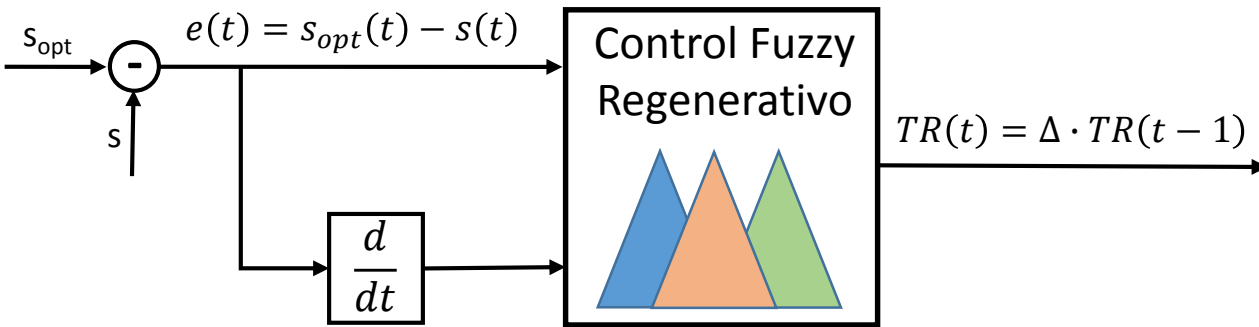 s_opt
-
e(t) = s_opt(t) − s(t)
s
d
dt
Control Fuzzy
Regenerativo
TR(t) = Δ · TR(t − 1)